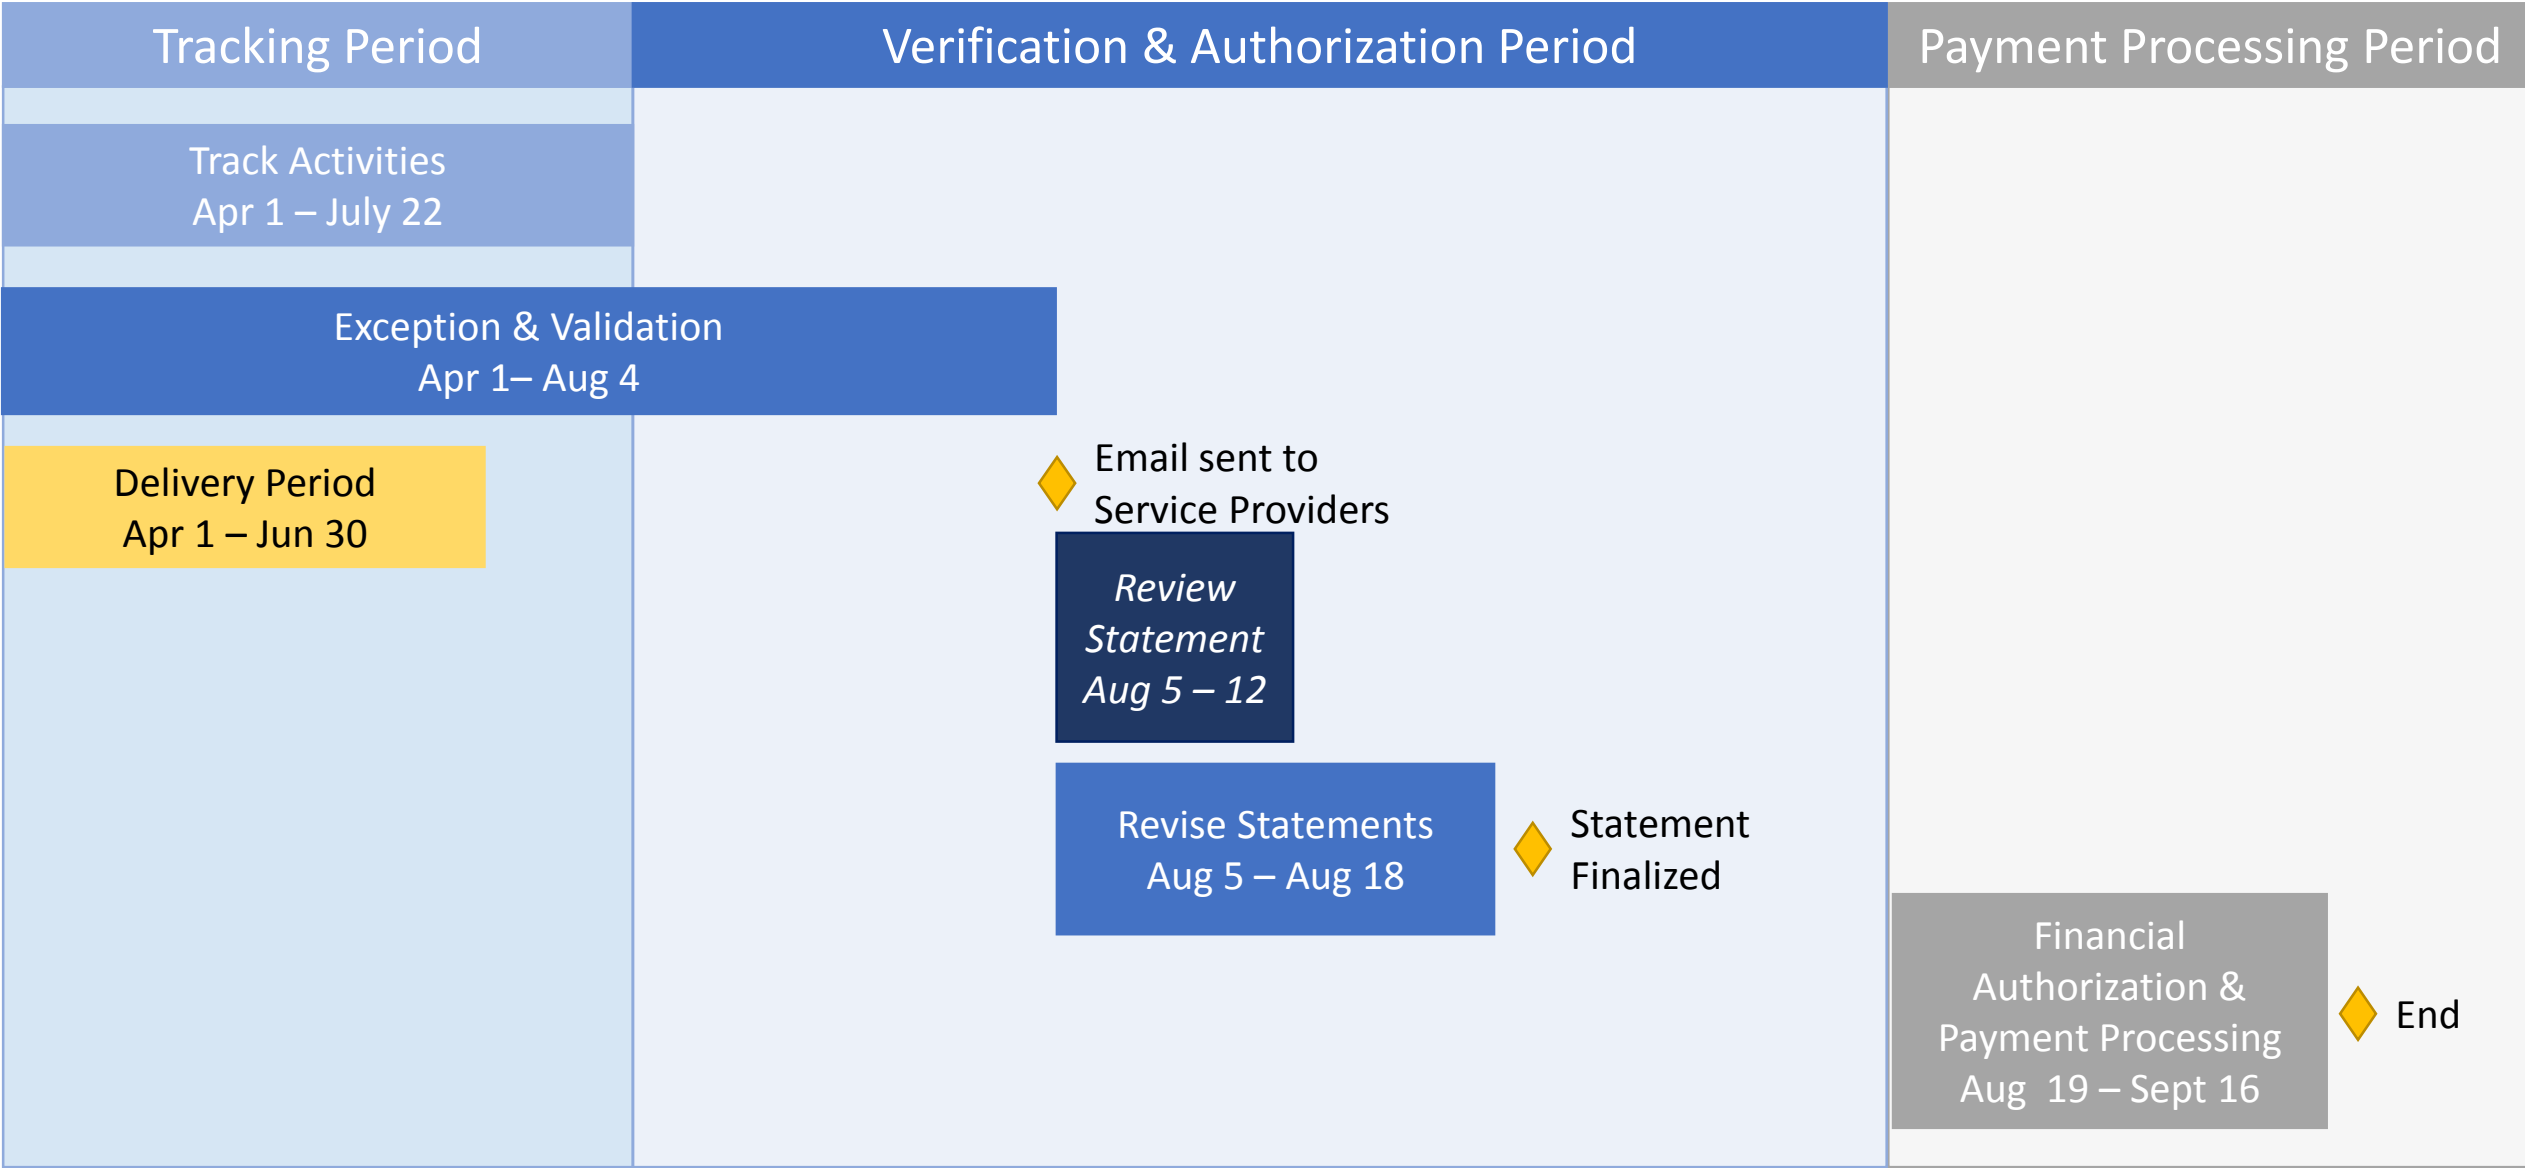 Tracking Period
Verification & Authorization Period
Payment Processing Period
Track Activities
Apr 1 – July 22
Exception & Validation
Apr 1– Aug 4
Delivery Period
Apr 1 – Jun 30
Email sent to
Service Providers
Review
Statement
Aug 5 – 12
Revise Statements
Aug 5 – Aug 18
Statement
Finalized
Financial
Authorization &
Payment Processing
Aug  19 – Sept 16
End